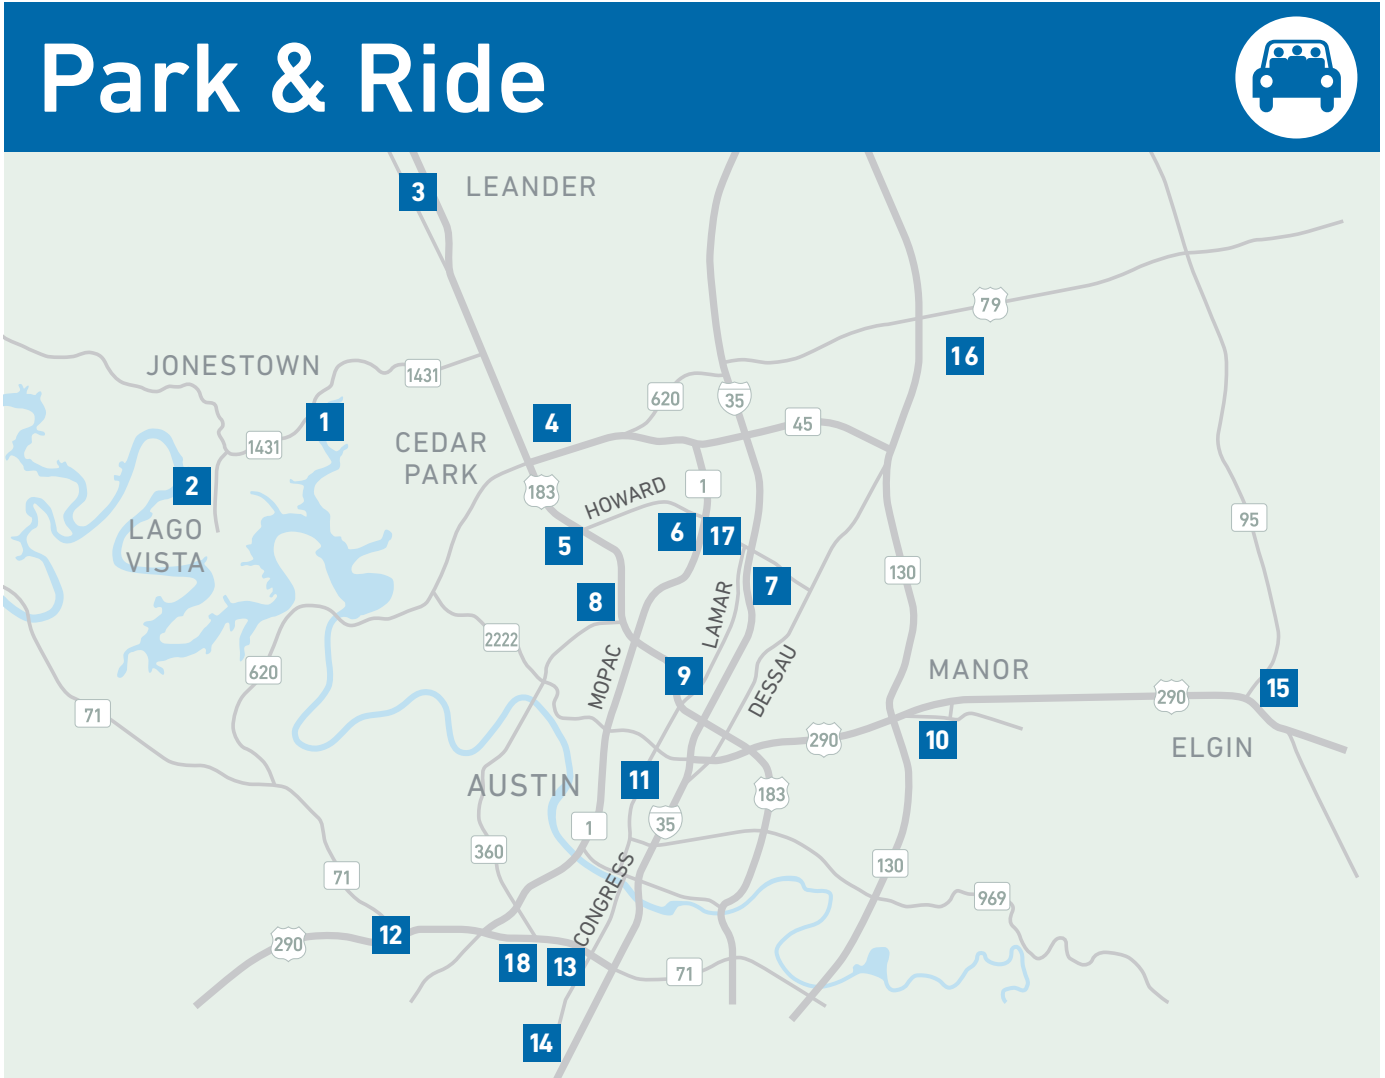 Park & Ride
3
LEANDER
79
16
JONESTOWN
1431
620
35
45
1
4
1431
CEDAR
PARK
2
183
HOWARD
1
95
LAGO
VISTA
5
6
17
7
130
8
LAMAR
2222
MOPAC
9
DESSAU
620
MANOR
15
290
71
10
290
ELGIN
11
AUSTIN
183
1
35
360
130
CONGRESS
71
969
12
290
18
13
71
14